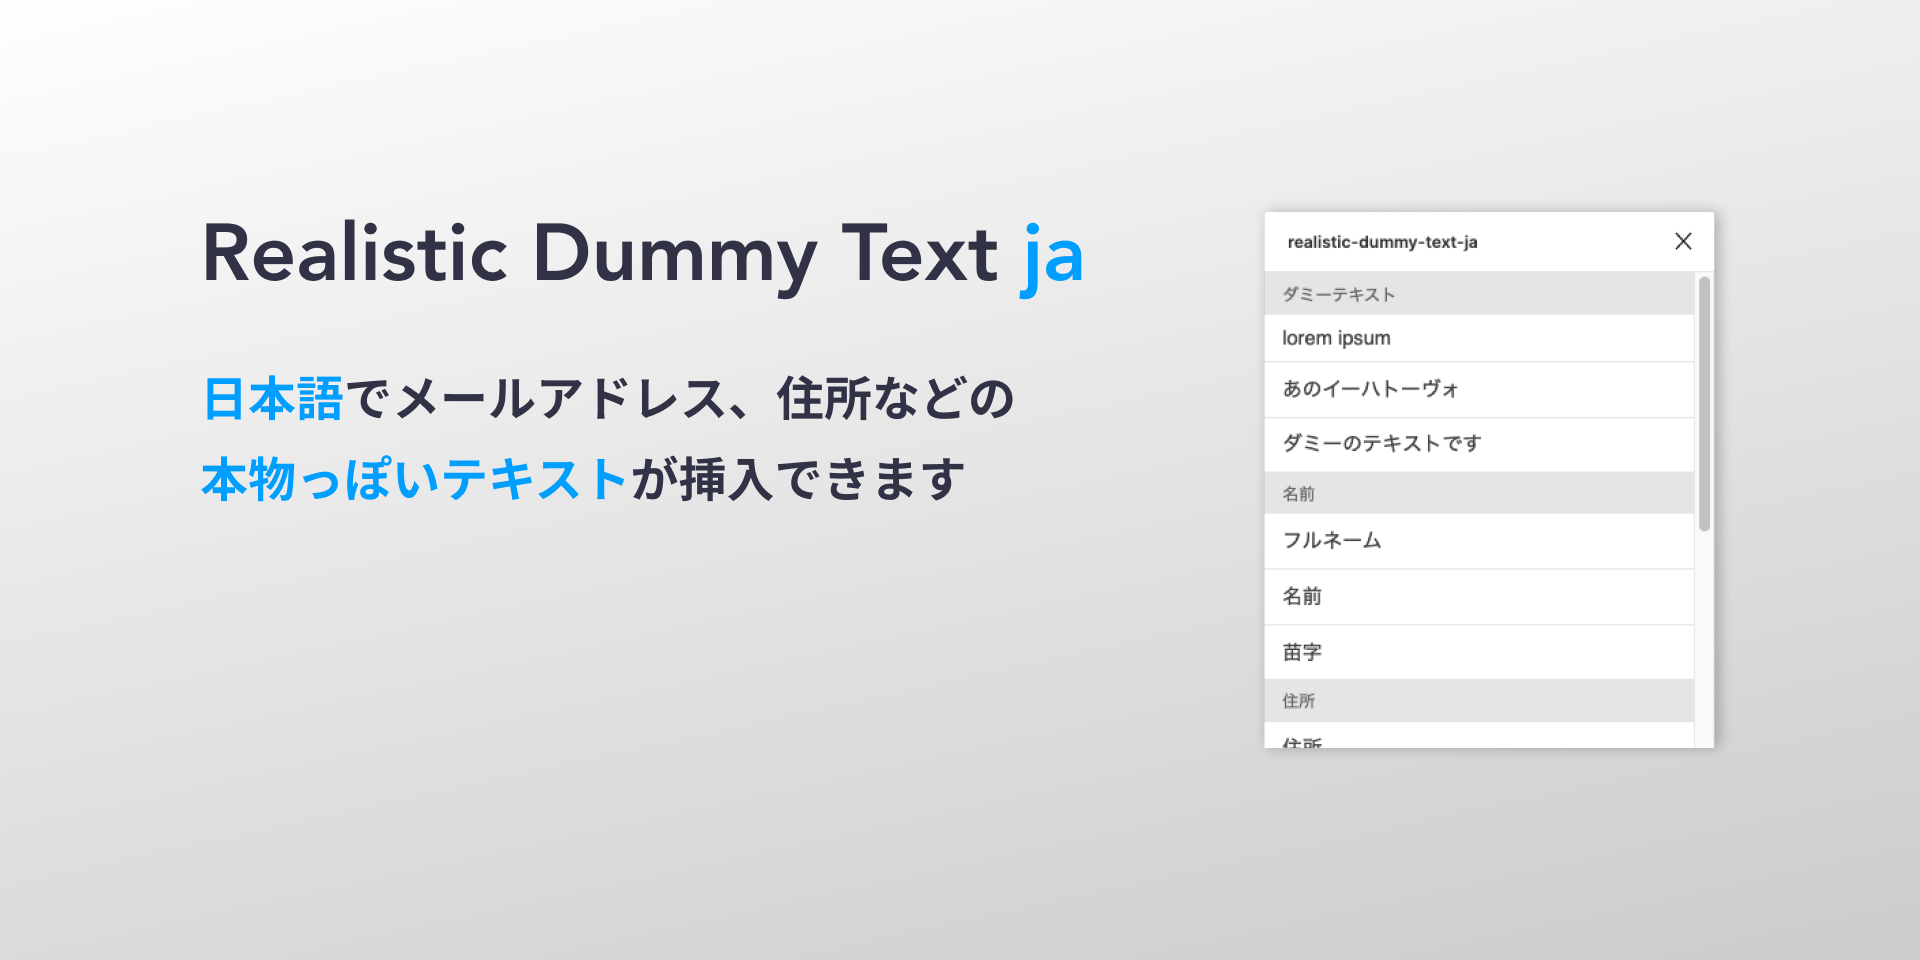 Realistic Dummy Text ja
日本語でメールアドレス、住所などの
本物っぽいテキストが挿入できます
realistic-dummy-text-ja
ダミーテキスト
lorem ipsum
あのイーハトーヴォ
ダミーのテキストです
名前
フルネーム
名前
苗字
住所
住所